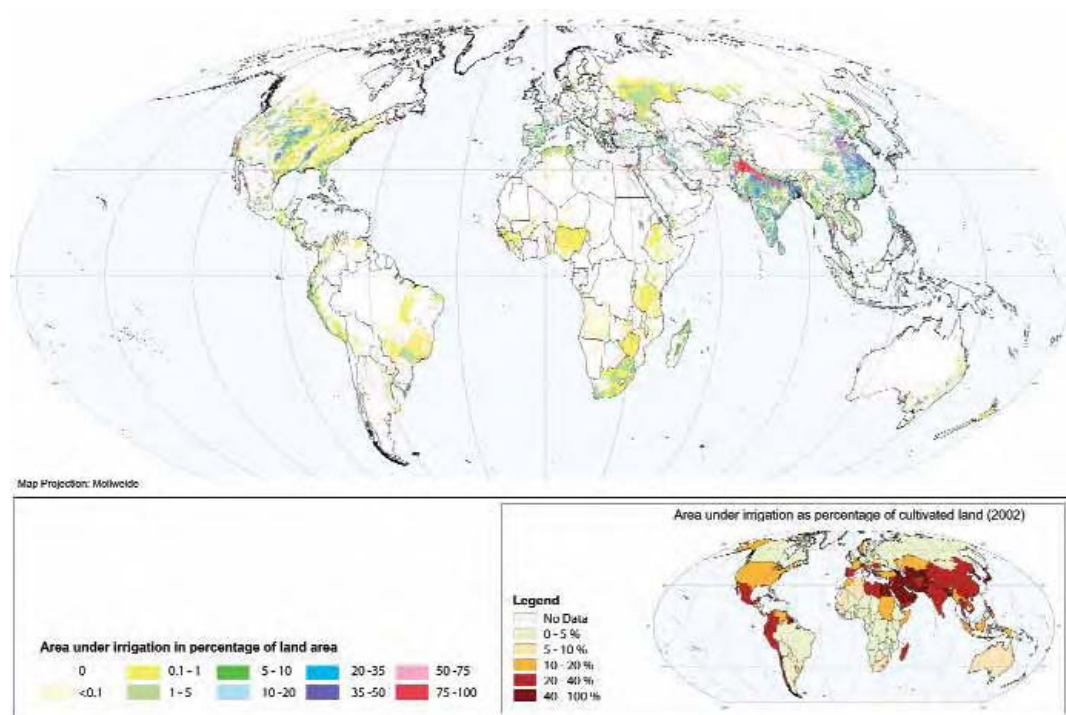 Map Projection: Mollweide
Area under irrigation as percentage of cultivated land (2002)
Legend
No Data
0 - 5 %
5 - 10 %
10 - 20 %
20 - 40 %
40 - 100 %
Area under irrigation in percentage of land area
0 0.1 - 1 5 - 10 20 - 35 50 -75
<0.1 1 - 5 10 - 20 35 - 50 75 -100